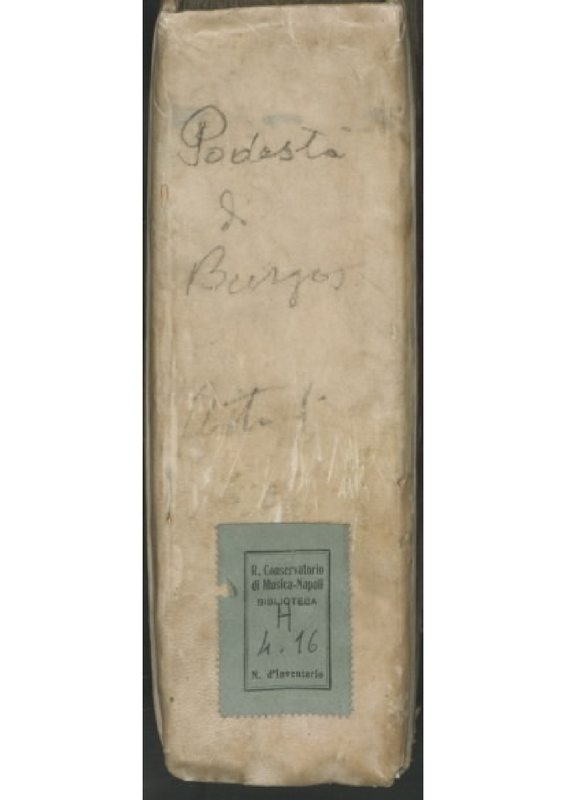 Podestà
di
Burgos
R. Conservatorio
di Musica-Napoli
BIBLIOTECA
H
4.16
N. d'Inventario